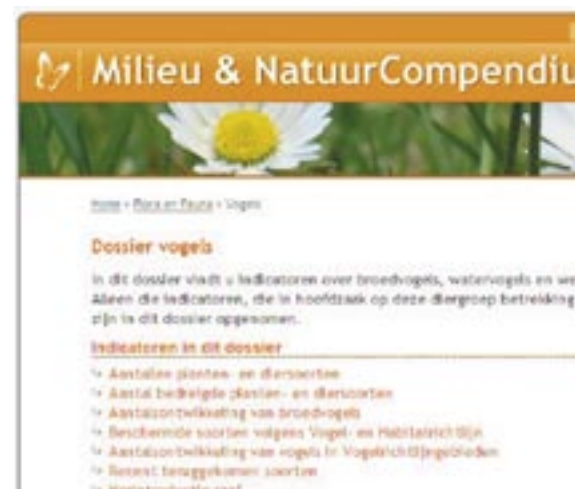 Milieu & NatuurCompendiu
Home > Flora en Fauna > Vogels
Dossier vogels
In dit dossier vindt u indicatoren over broedvogels, watervogels en we
Alleen die indicatoren, die in hoofdzaak op deze diergroep betrekking
zijn in dit dossier opgenomen.
Indicatoren in dit dossier
Aantallen planten- en diersoorten
Aantal bedreigde planten- en diersoorten
Aantalsontwikkeling van broedvogels
Beschermde soorten volgens Vogel- en Habitatrichtlijn
Aantalsontwikkeling van vogels in Vogelrichtlijngebieden
Recent teruggekomen soorten